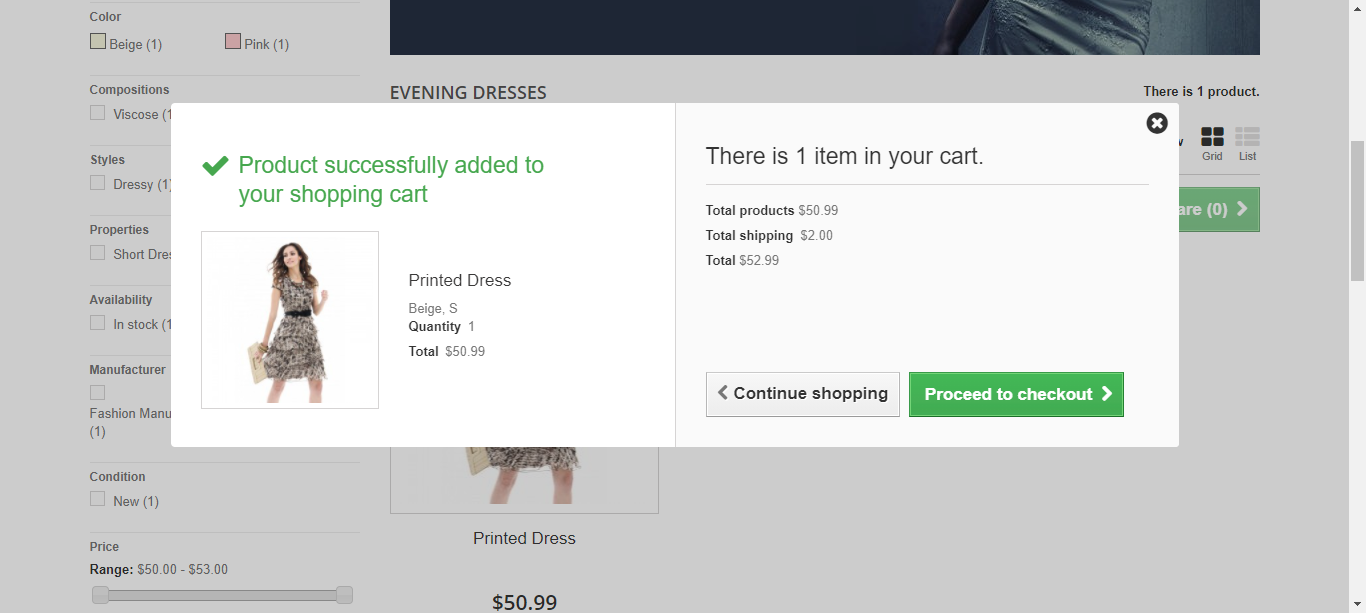 Color
Beige (1)
Pink (1)
Compositions
Viscose (1
Styles
Dressy (1)
Properties
Short Dres
Availability
In stock (1
Manufacturer
Fashion Manu
(1)
Condition
New (1)
Price
Range: $50.00 - $53.00
EVENING DRESSES
There is 1 product.
Grid
List
are (0)
Product successfully added to
your shopping cart
Printed Dress
Beige, S
Quantity 1
Total $50.99
There is 1 item in your cart.
Total products $50.99
Total shipping $2.00
Total $52.99
Continue shopping
Proceed to checkout
Printed Dress
$50.99